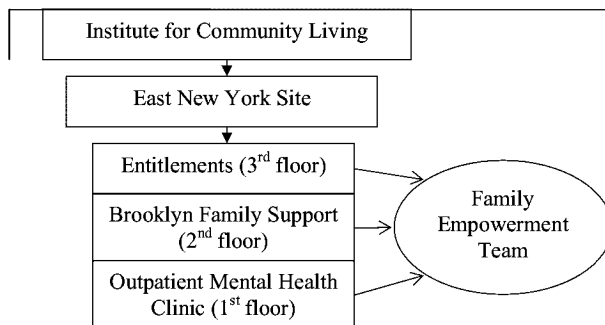 Institute for Community Living
East New York Site
Entitlements (3rd floor)
Brooklyn Family Support
(2nd floor)
Outpatient Mental Health
Clinic (1st floor)
Family
Empowerment
Team